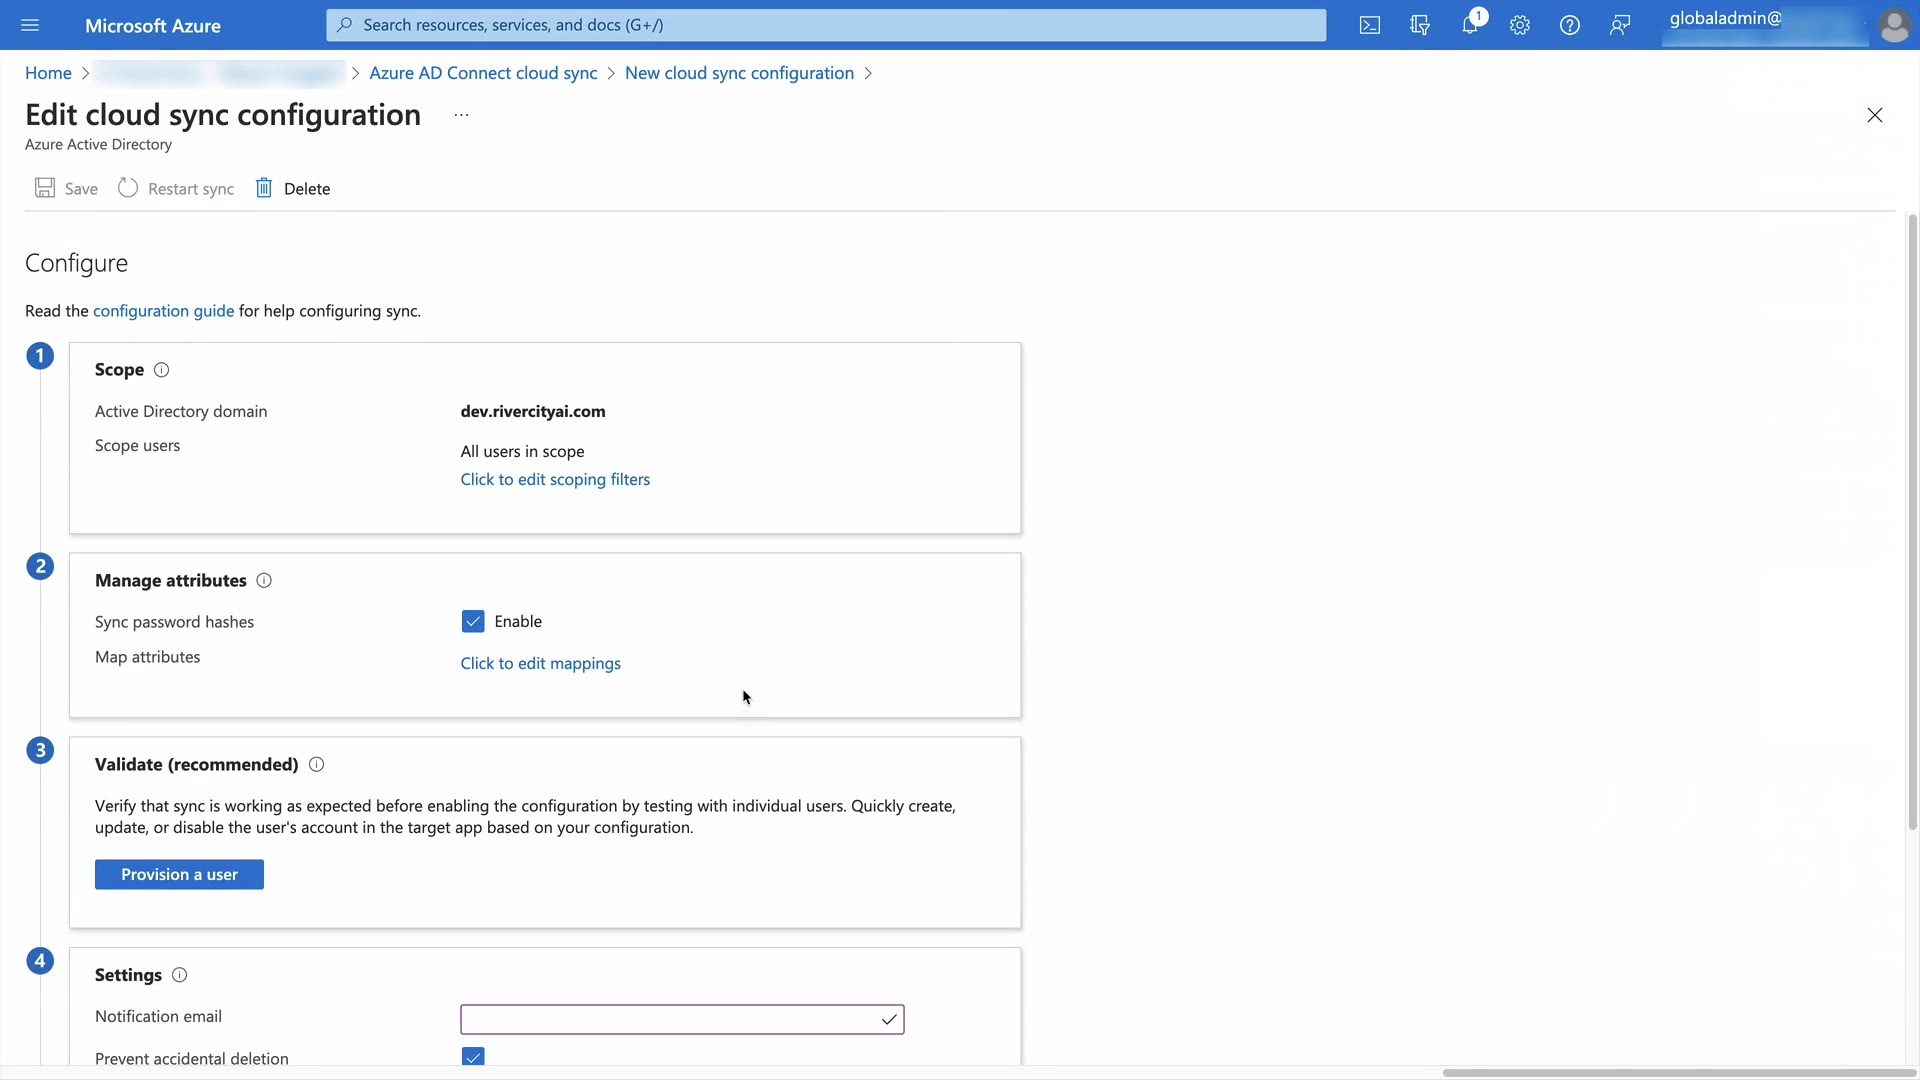 Microsoft Azure
Search resources, services, and docs (G+/)
1
globaladmin@
Home > > Azure AD Connect cloud sync > New cloud sync configuration >
Edit cloud sync configuration ...
Azure Active Directory
Save
Restart sync
Delete
Configure
Read the configuration guide for help configuring sync.
1
Scope
Active Directory domain
dev.rivercityai.com
Scope users
All users in scope
Click to edit scoping filters
2
Manage attributes
Sync password hashes
Enable
Map attributes
Click to edit mappings
3
Validate (recommended)
Verify that sync is working as expected before enabling the configuration by testing with individual users. Quickly create,
update, or disable the user's account in the target app based on your configuration.
Provision a user
4
Settings
Notification email
Prevent accidental deletion